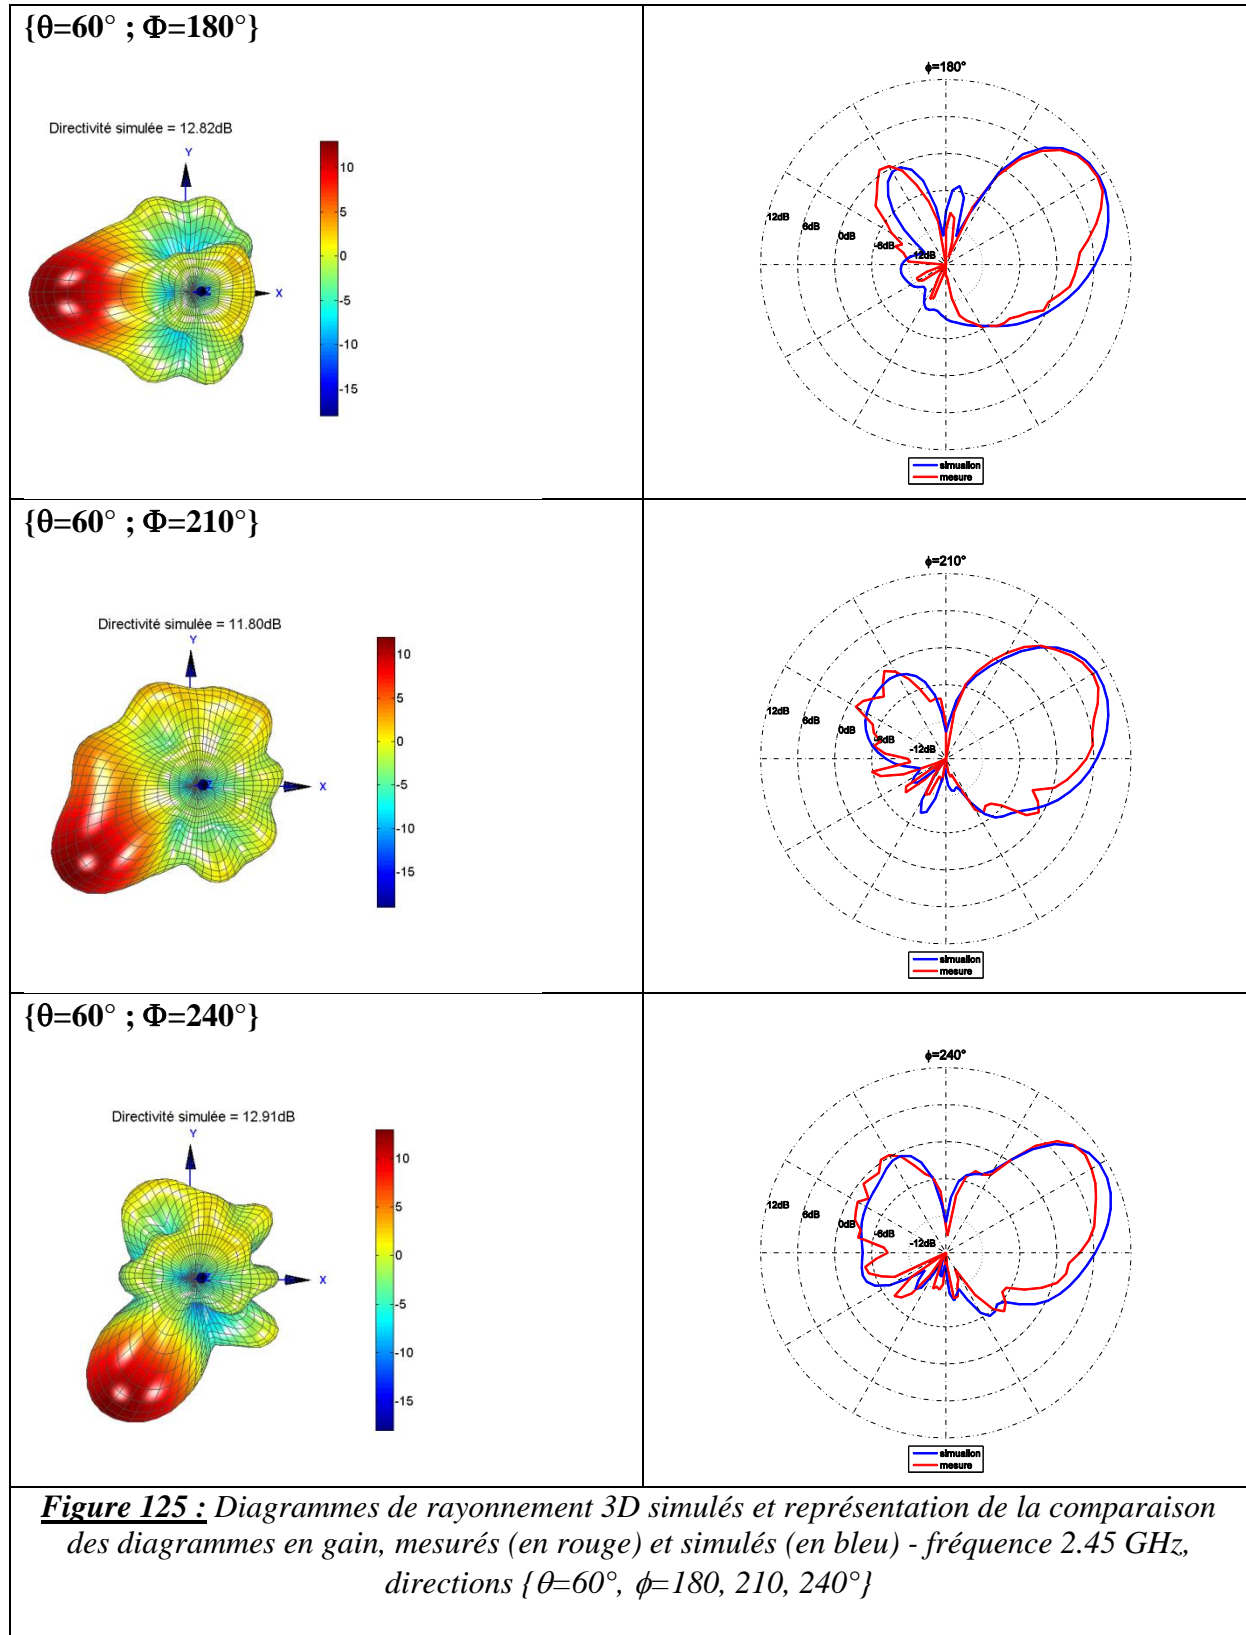 {θ=60° ; Φ=180°}
Directivité simulée = 12.82dB
Y
X
Z
10
5
0
-5
-10
-15
ϕ=180°
12dB
6dB
0dB
-6dB
-12dB
simualion
mesure
{θ=60° ; Φ=210°}
Directivité simulée = 11.80dB
Y
X
Z
10
5
0
-5
-10
-15
ϕ=210°
12dB
6dB
0dB
-6dB
-12dB
simualion
mesure
{θ=60° ; Φ=240°}
Directivité simulée = 12.91dB
Y
X
10
5
0
-5
-10
-15
ϕ=240°
12dB
6dB
0dB
-6dB
-12dB
simualion
mesure
Figure 125 : Diagrammes de rayonnement 3D simulés et représentation de la comparaison
des diagrammes en gain, mesurés (en rouge) et simulés (en bleu) - fréquence 2.45 GHz,
directions {θ=60°, ϕ=180, 210, 240°}